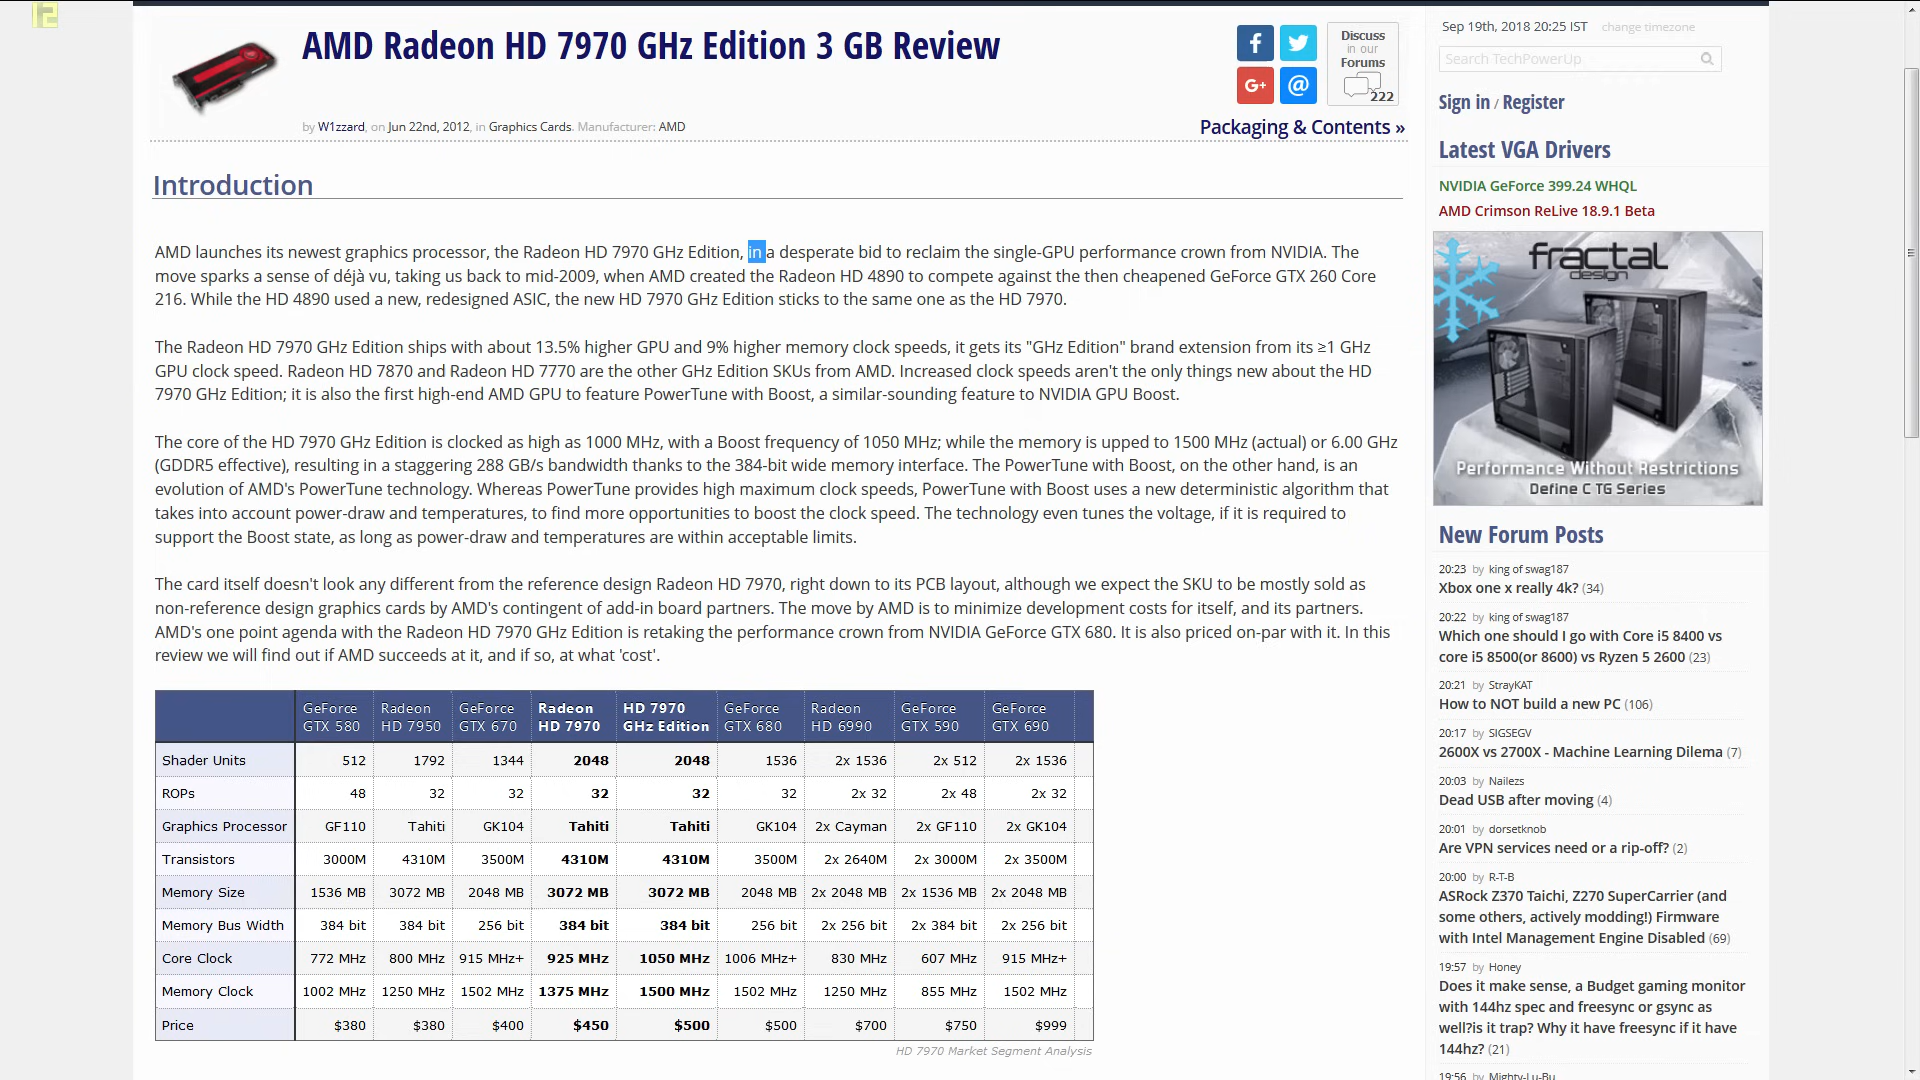 12
AMD Radeon HD 7970 GHz Edition 3 GB Review
Discuss
in our
Forums
222
by W1zzard, on Jun 22nd, 2012, in Graphics Cards. Manufacturer: AMD
Packaging & Contents »
Introduction
AMD launches its newest graphics processor, the Radeon HD 7970 GHz Edition, in a desperate bid to reclaim the single-GPU performance crown from NVIDIA. The
move sparks a sense of déjà vu, taking us back to mid-2009, when AMD created the Radeon HD 4890 to compete against the then cheapened GeForce GTX 260 Core
216. While the HD 4890 used a new, redesigned ASIC, the new HD 7970 GHz Edition sticks to the same one as the HD 7970.
The Radeon HD 7970 GHz Edition ships with about 13.5% higher GPU and 9% higher memory clock speeds, it gets its "GHz Edition" brand extension from its ≥1 GHz
GPU clock speed. Radeon HD 7870 and Radeon HD 7770 are the other GHz Edition SKUs from AMD. Increased clock speeds aren't the only things new about the HD
7970 GHz Edition; it is also the first high-end AMD GPU to feature PowerTune with Boost, a similar-sounding feature to NVIDIA GPU Boost.
The core of the HD 7970 GHz Edition is clocked as high as 1000 MHz, with a Boost frequency of 1050 MHz; while the memory is upped to 1500 MHz (actual) or 6.00 GHz
(GDDR5 effective), resulting in a staggering 288 GB/s bandwidth thanks to the 384-bit wide memory interface. The PowerTune with Boost, on the other hand, is an
evolution of AMD's PowerTune technology. Whereas PowerTune provides high maximum clock speeds, PowerTune with Boost uses a new deterministic algorithm that
takes into account power-draw and temperatures, to find more opportunities to boost the clock speed. The technology even tunes the voltage, if it is required to
support the Boost state, as long as power-draw and temperatures are within acceptable limits.
The card itself doesn't look any different from the reference design Radeon HD 7970, right down to its PCB layout, although we expect the SKU to be mostly sold as
non-reference design graphics cards by AMD's contingent of add-in board partners. The move by AMD is to minimize development costs for itself, and its partners.
AMD's one point agenda with the Radeon HD 7970 GHz Edition is retaking the performance crown from NVIDIA GeForce GTX 680. It is also priced on-par with it. In this
review we will find out if AMD succeeds at it, and if so, at what 'cost'.
GeForce GTX 580 Radeon HD 7950 GeForce GTX 670 Radeon HD 7970 HD 7970 GHz Edition GeForce GTX 680 Radeon HD 6990 GeForce GTX 590 GeForce GTX 690
Shader Units 512 1792 1344 2048 2048 1536 2x 1536 2x 512 2x 1536
ROPs 48 32 32 32 32 32 2x 32 2x 48 2x 32
Graphics Processor GF110 Tahiti GK104 Tahiti Tahiti GK104 2x Cayman 2x GF110 2x GK104
Transistors 3000M 4310M 3500M 4310M 4310M 3500M 2x 2640M 2x 3000M 2x 3500M
Memory Size 1536 MB 3072 MB 2048 MB 3072 MB 3072 MB 2048 MB 2x 2048 MB 2x 1536 MB 2x 2048 MB
Memory Bus Width 384 bit 384 bit 256 bit 384 bit 384 bit 256 bit 2x 256 bit 2x 384 bit 2x 256 bit
Core Clock 772 MHz 800 MHz 915 MHz+ 925 MHz 1050 MHz 1006 MHz+ 830 MHz 607 MHz 915 MHz+
Memory Clock 1002 MHz 1250 MHz 1502 MHz 1375 MHz 1500 MHz 1502 MHz 1250 MHz 855 MHz 1502 MHz
Price $380 $380 $400 $450 $500 $500 $700 $750 $999
HD 7970 Market Segment Analysis
Sep 19th, 2018 20:25 IST change timezone
Search TechPowerUp
Sign in / Register
Latest VGA Drivers
NVIDIA GeForce 399.24 WHQL
AMD Crimson ReLive 18.9.1 Beta
fractal
design
Performance Without Restrictions
Define C TG Series
New Forum Posts
20:23 by king of swag187
Xbox one x really 4k? (34)
20:22 by king of swag187
Which one should I go with Core i5 8400 vs
core i5 8500(or 8600) vs Ryzen 5 2600 (23)
20:21 by StrayKAT
How to NOT build a new PC (106)
20:17 by SIGSEGV
2600X vs 2700X - Machine Learning Dilema (7)
20:03 by Nailezs
Dead USB after moving (4)
20:01 by dorsetknob
Are VPN services need or a rip-off? (2)
20:00 by R-T-B
ASRock Z370 Taichi, Z270 SuperCarrier (and
some others, actively modding!) Firmware
with Intel Management Engine Disabled (69)
19:57 by Honey
Does it make sense, a Budget gaming monitor
with 144hz spec and freesync or gsync as
well?is it trap? Why it have freesync if it have
144hz? (21)
19:56 by Mighty-Lu-Bu